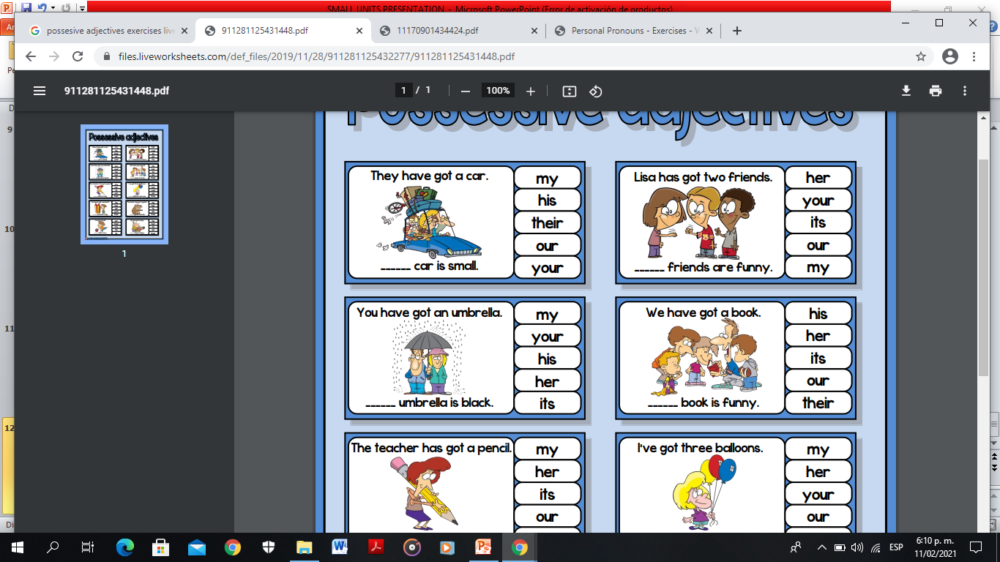 SMALL UNITS PRESENTATION - Microsoft PowerPoint (Error de activación de productos)
possesive adjectives exercises live
911281125431448.pdf
11170901434424.pdf
Personal Pronouns - Exercises - W
files.liveworksheets.com/def_files/2019/11/28/911281125432277/911281125431448.pdf
911281125431448.pdf
1 / 1
100%
Possessive adjectives
1
9
10
11
12
They have got a car.
______ car is small.
my
his
their
our
your
Lisa has got two friends.
______ friends are funny.
her
your
its
our
my
You have got an umbrella.
______ umbrella is black.
my
your
his
her
its
We have got a book.
______ book is funny.
his
her
its
our
their
The teacher has got a pencil.
my
her
its
our
I've got three balloons.
my
her
your
our
ESP
6:10 p. m.
11/02/2021